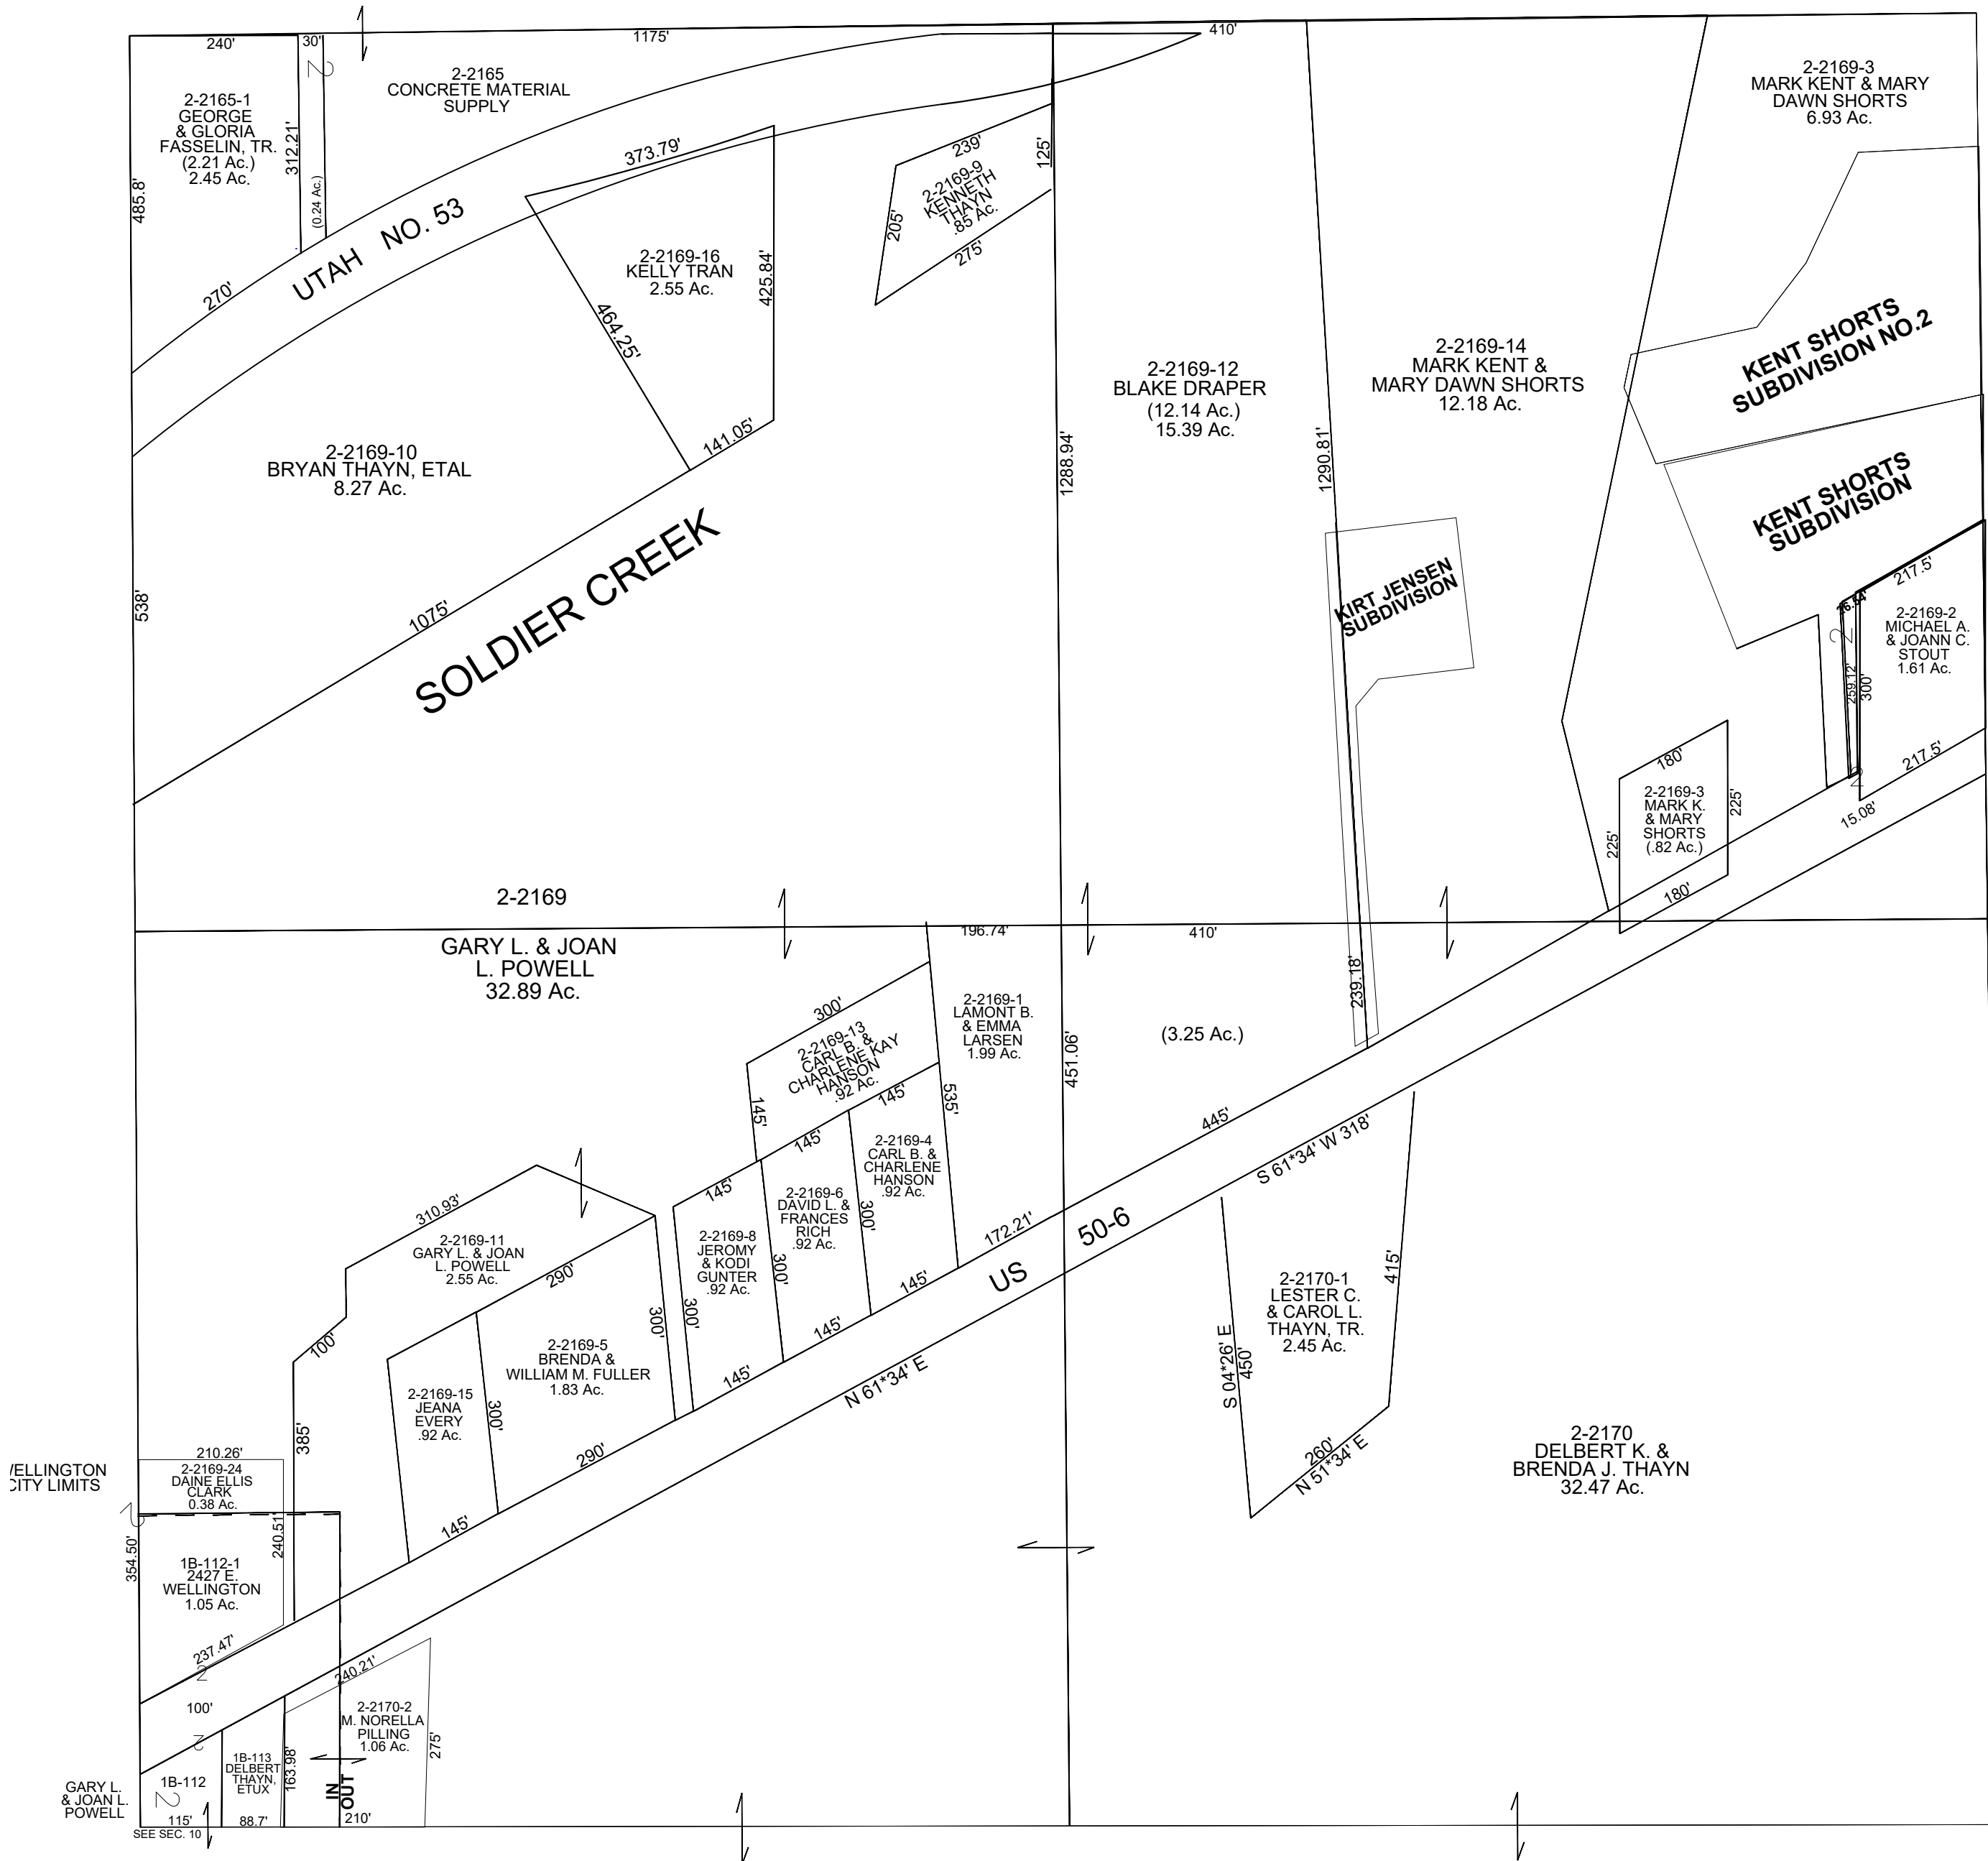 240'
30'
1175'
410'
2-2165-1
GEORGE
& GLORIA
FASSELIN, TR.
(2.21 Ac.)
2.45 Ac.
312.21'
2
(0.24 Ac.)
485.8'
2-2165
CONCRETE MATERIAL
SUPPLY
270'
UTAH NO. 53
373.79'
2-2169-16
KELLY TRAN
2.55 Ac.
425.84'
464.25'
141.05'
239'
125'
205'
2-2169-9
KENNETH
THAYN
.85 Ac.
275'
2-2169-3
MARK KENT & MARY
DAWN SHORTS
6.93 Ac.
2-2169-12
BLAKE DRAPER
(12.14 Ac.)
15.39 Ac.
2-2169-14
MARK KENT &
MARY DAWN SHORTS
12.18 Ac.
KENT SHORTS
SUBDIVISION NO.2
KENT SHORTS
SUBDIVISION
1288.94'
1290.81'
2-2169-10
BRYAN THAYN, ETAL
8.27 Ac.
538'
1075'
SOLDIER CREEK
KIRT JENSEN
SUBDIVISION
217.5'
2
259.12'
300'
2-2169-2
MICHAEL A.
& JOANN C.
STOUT
1.61 Ac.
217.5'
2
15.08'
180'
225'
2-2169-3
MARK K.
& MARY
SHORTS
(.82 Ac.)
225'
180'
2-2169
GARY L. & JOAN
L. POWELL
32.89 Ac.
196.74'
410'
239.18'
300'
2-2169-13
CARL B. &
CHARLENE KAY
HANSON
.92 Ac.
145'
145'
2-2169-1
LAMONT B.
& EMMA
LARSEN
1.99 Ac.
535'
451.06'
(3.25 Ac.)
445'
S 61*34' W 318'
145'
145'
2-2169-4
CARL B. &
CHARLENE
HANSON
.92 Ac.
300'
2-2169-6
DAVID L. &
FRANCES
RICH
.92 Ac.
300'
2-2169-8
JEROMY
& KODI
GUNTER
.92 Ac.
300'
300'
310.93'
2-2169-11
GARY L. & JOAN
L. POWELL
2.55 Ac.
290'
100'
385'
2-2169-5
BRENDA &
WILLIAM M. FULLER
1.83 Ac.
300'
2-2169-15
JEANA
EVERY
.92 Ac.
145'
290'
145'
145'
145'
172.21'
US 50-6
N 61*34' E
2-2170-1
LESTER C.
& CAROL L.
THAYN, TR.
2.45 Ac.
415'
S 04*26' E
450'
260'
N 51*34' E
2-2170
DELBERT K. &
BRENDA J. THAYN
32.47 Ac.
/ELLINGTON
CITY LIMITS
210.26'
2-2169-24
DAINE ELLIS
CLARK
0.38 Ac.
2
354.50'
240.51'
1B-112-1
2427 E.
WELLINGTON
1.05 Ac.
237.47'
2
100'
2
240.21'
2-2170-2
M. NORELLA
PILLING
1.06 Ac.
275'
163.98'
1B-113
DELBERT
THAYN,
ETUX
IN
OUT
1B-112
2
GARY L.
& JOAN L.
POWELL
115'
88.7'
210'
SEE SEC. 10